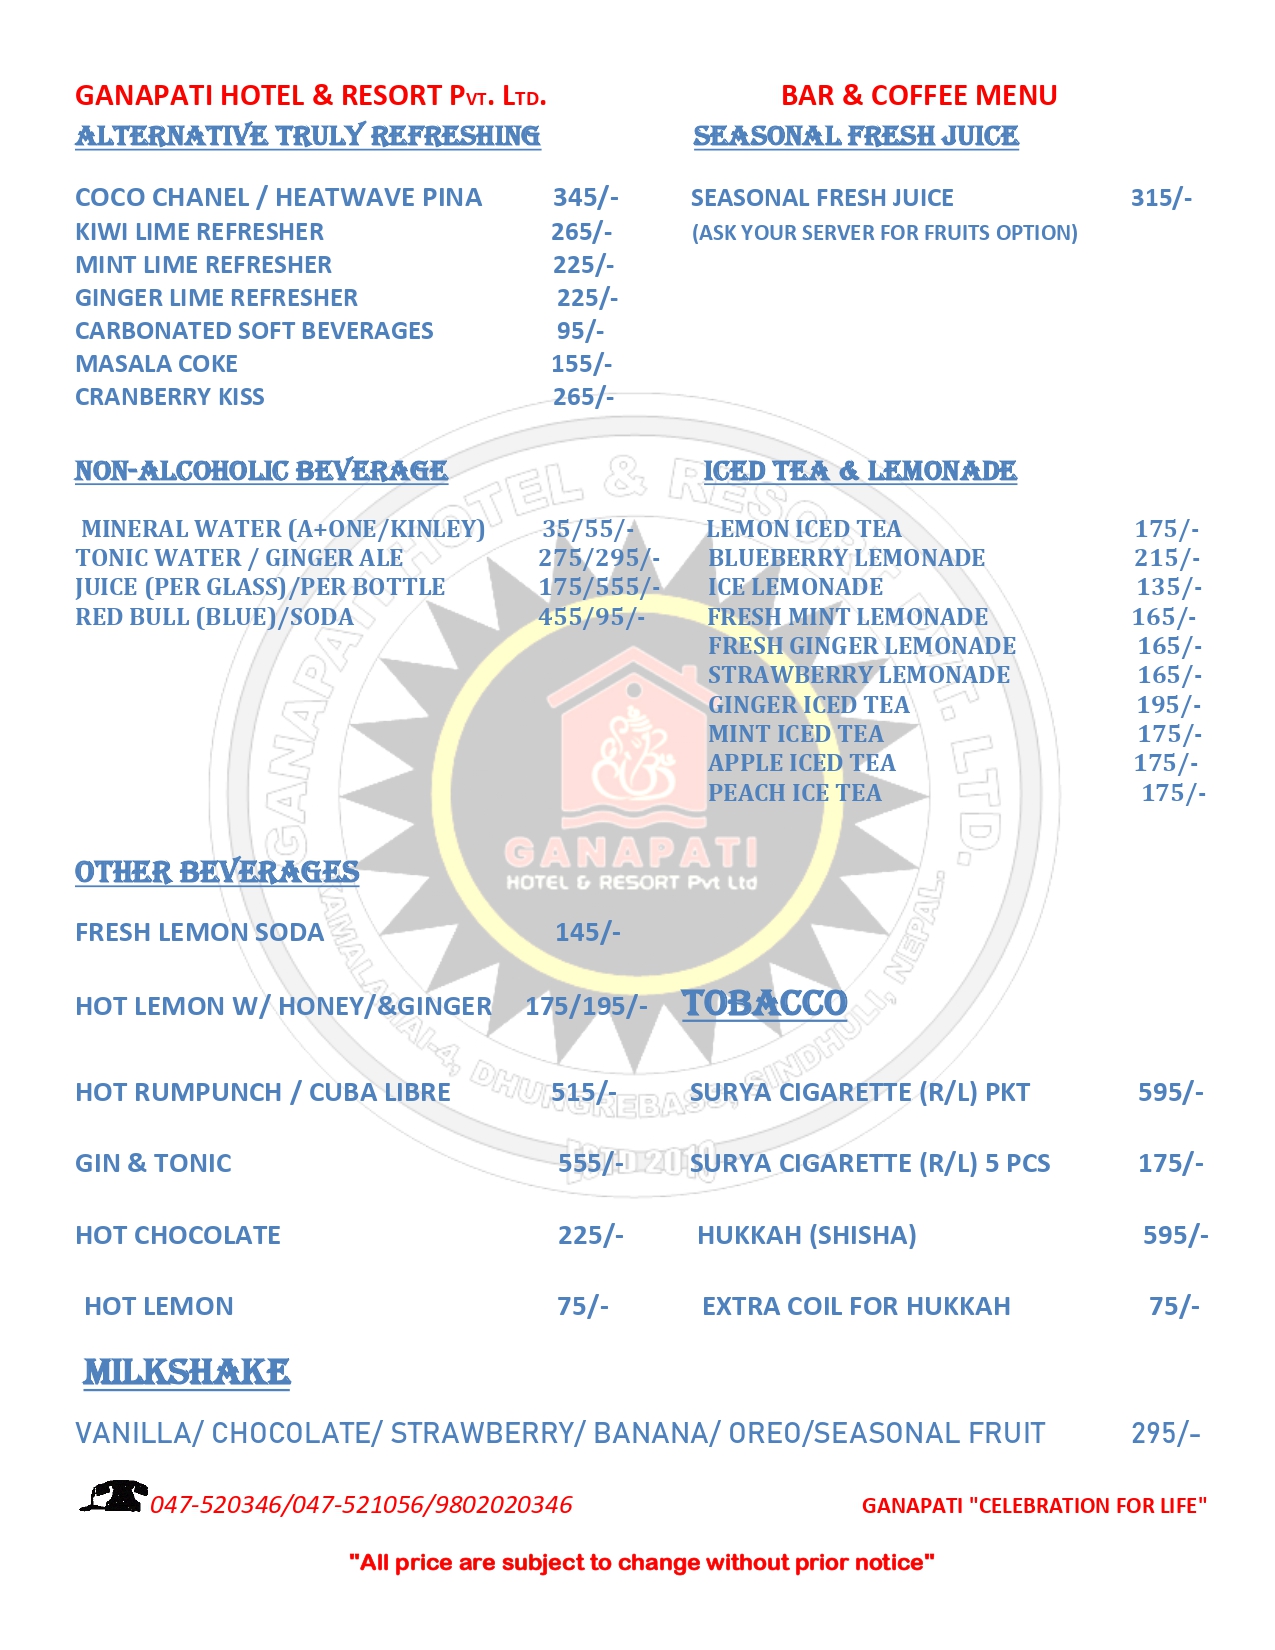 GANAPATI HOTEL & RESORT PVT. LTD. BAR & COFFEE MENU
ALTERNATIVE TRULY REFRESHING SEASONAL FRESH JUICE
COCO CHANEL / HEATWAVE PINA 345/- SEASONAL FRESH JUICE 315/-
KIWI LIME REFRESHER 265/- (ASK YOUR SERVER FOR FRUITS OPTION)
MINT LIME REFRESHER 225/-
GINGER LIME REFRESHER 225/-
CARBONATED SOFT BEVERAGES 95/-
MASALA COKE 155/-
CRANBERRY KISS 265/-
NON-ALCOHOLIC BEVERAGE ICED TEA & LEMONADE
MINERAL WATER (A+ONE/KINLEY) 35/55/- LEMON ICED TEA 175/-
TONIC WATER / GINGER ALE 275/295/- BLUEBERRY LEMONADE 215/-
JUICE (PER GLASS)/PER BOTTLE 175/555/- ICE LEMONADE 135/-
RED BULL (BLUE)/SODA 455/95/- FRESH MINT LEMONADE 165/-
FRESH GINGER LEMONADE 165/-
STRAWBERRY LEMONADE 165/-
GINGER ICED TEA 195/-
MINT ICED TEA 175/-
APPLE ICED TEA 175/-
PEACH ICE TEA 175/-
OTHER BEVERAGES
FRESH LEMON SODA 145/-
HOT LEMON W/ HONEY/&GINGER 175/195/- TOBACCO
HOT RUMPUNCH / CUBA LIBRE 515/- SURYA CIGARETTE (R/L) PKT 595/-
GIN & TONIC 555/- SURYA CIGARETTE (R/L) 5 PCS 175/-
HOT CHOCOLATE 225/- HUKKAH (SHISHA) 595/-
HOT LEMON 75/- EXTRA COIL FOR HUKKAH 75/-
MILKSHAKE
VANILLA/ CHOCOLATE/ STRAWBERRY/ BANANA/ OREO/SEASONAL FRUIT 295/-
047-520346/047-521056/9802020346 GANAPATI "CELEBRATION FOR LIFE"
"All price are subject to change without prior notice"
GANAPATI HOTEL & RESORT PVT. LTD.
GANAPATI
HOTEL & RESORT Pvt Ltd
KAMALAMAI-4, SINDHULI, NEPAL.
ESTD